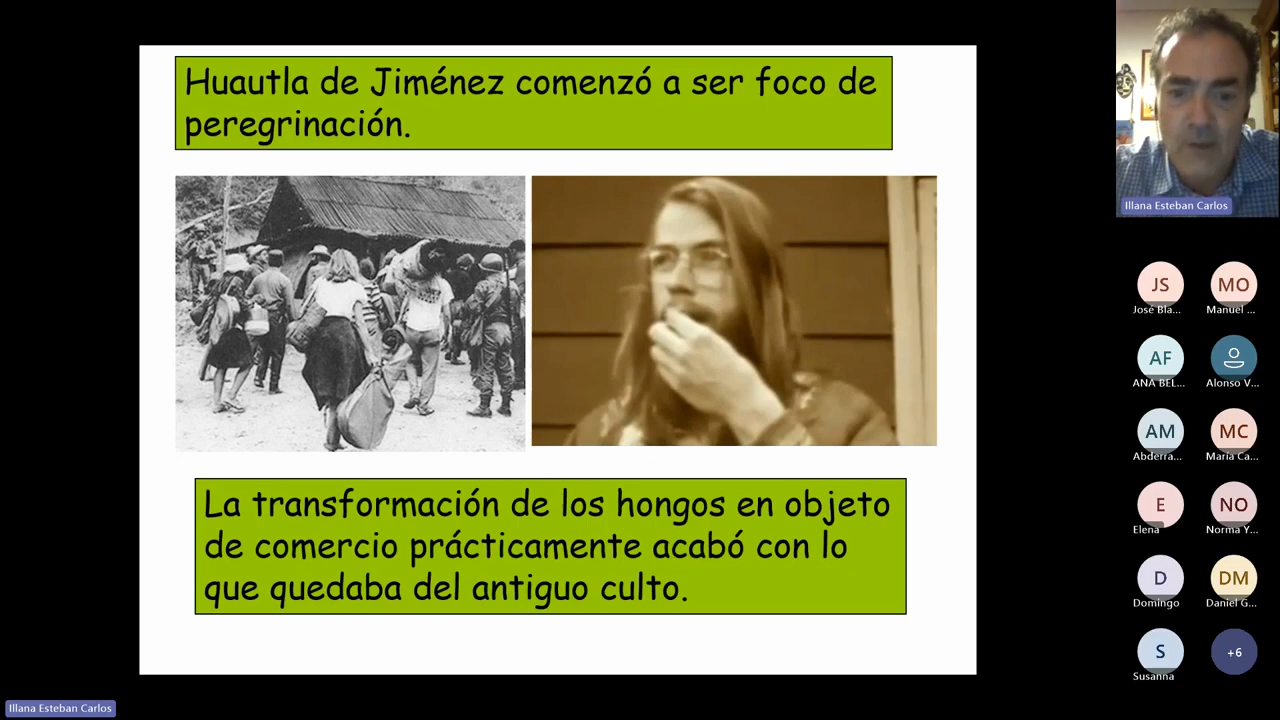 Huautla de Jiménez comenzó a ser foco de
peregrinación.
La transformación de los hongos en objeto
de comercio prácticamente acabó con lo
que quedaba del antiguo culto.
Illana Esteban Carlos
JS
José Bla...
MO
Manuel ...
AF
ANA BEL...
Alonso V...
AM
Abderra...
MC
María Ca...
E
Elena
NO
Norma Y...
D
Domingo
DM
Daniel G...
S
Susanna
+6
Illana Esteban Carlos